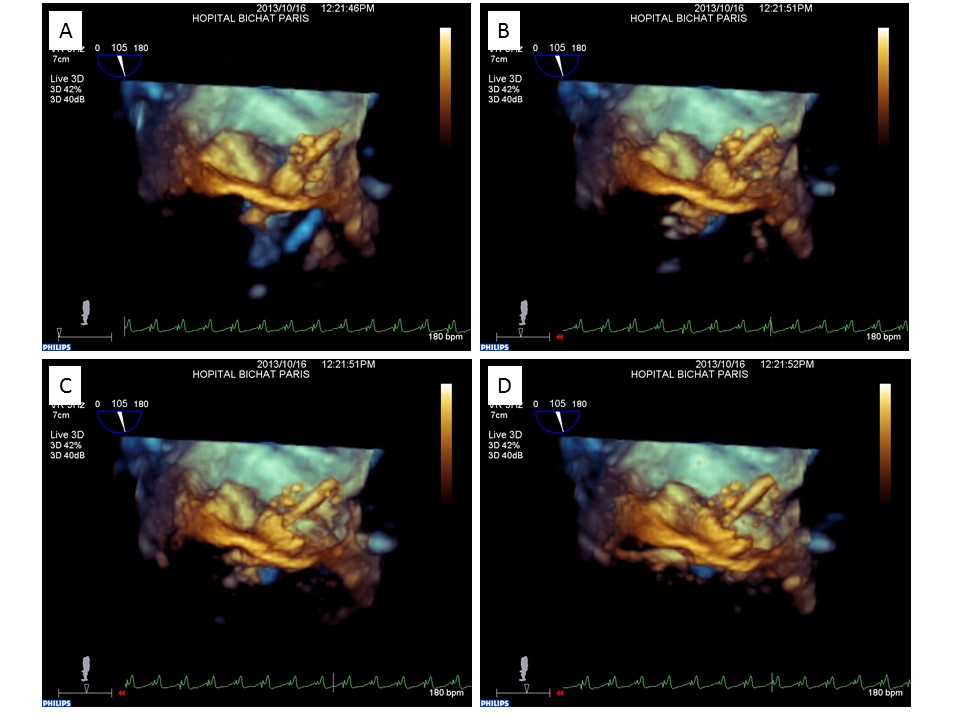 A
2013/10/16 12:21:46PM
HOPITAL BICHAT PARIS
0 105 180
7cm
Live 3D
3D 42%
3D 40dB
180 bpm
PHILIPS
B
2013/10/16 12:21:51PM
HOPITAL BICHAT PARIS
0 105 180
7cm
Live 3D
3D 42%
3D 40dB
180 bpm
PHILIPS
C
2013/10/16 12:21:51PM
HOPITAL BICHAT PARIS
0 105 180
7cm
Live 3D
3D 42%
3D 40dB
180 bpm
PHILIPS
D
2013/10/16 12:21:52PM
HOPITAL BICHAT PARIS
0 105 180
7cm
Live 3D
3D 42%
3D 40dB
180 bpm
PHILIPS